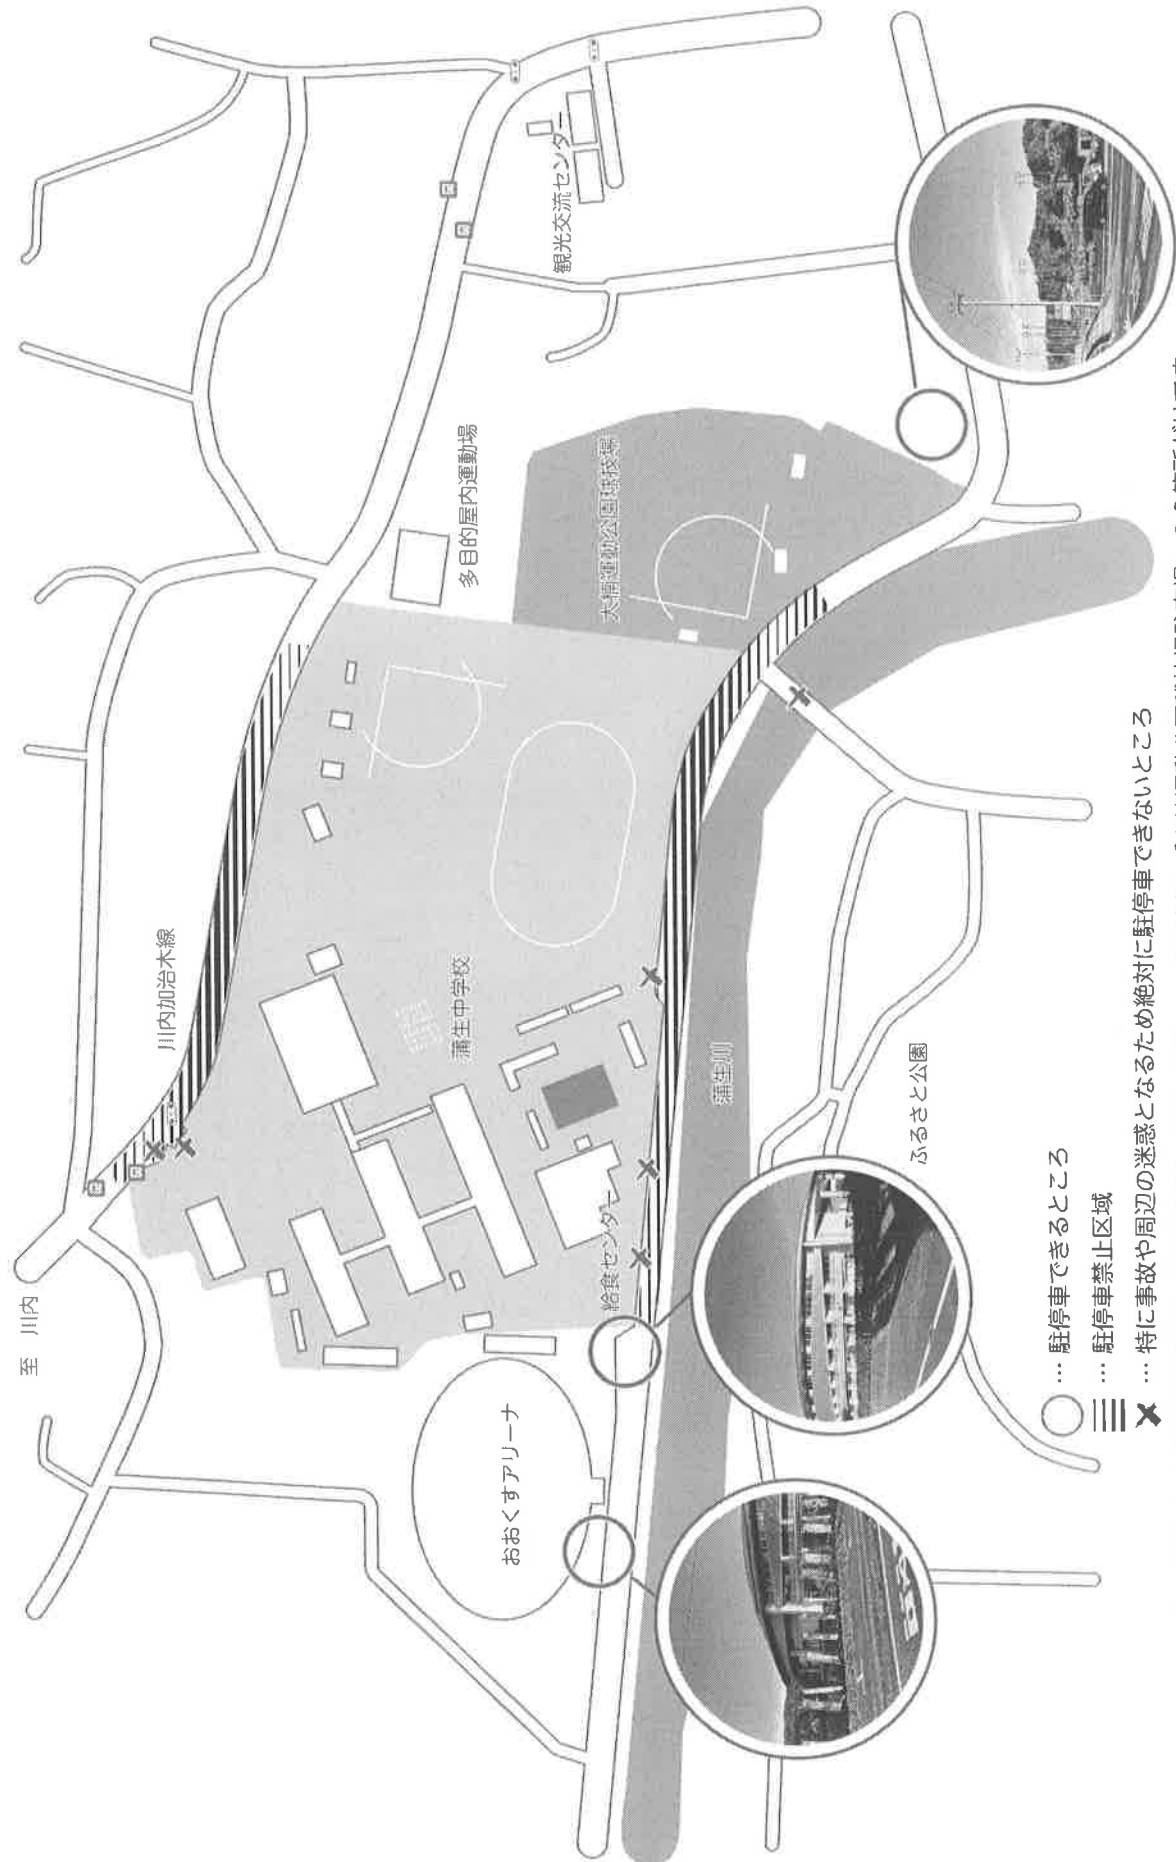 至 川内
川内加治木線
おおくすアリーナ
給食センター
蒲生中学校
多目的屋内運動場
大楠運動公園球技場
観光交流センター
蒲生川
ふるさと公園
…駐停車できるところ
…駐停車禁止区域
…特に事故や周辺の迷惑となるため絶対に駐停車できないところ